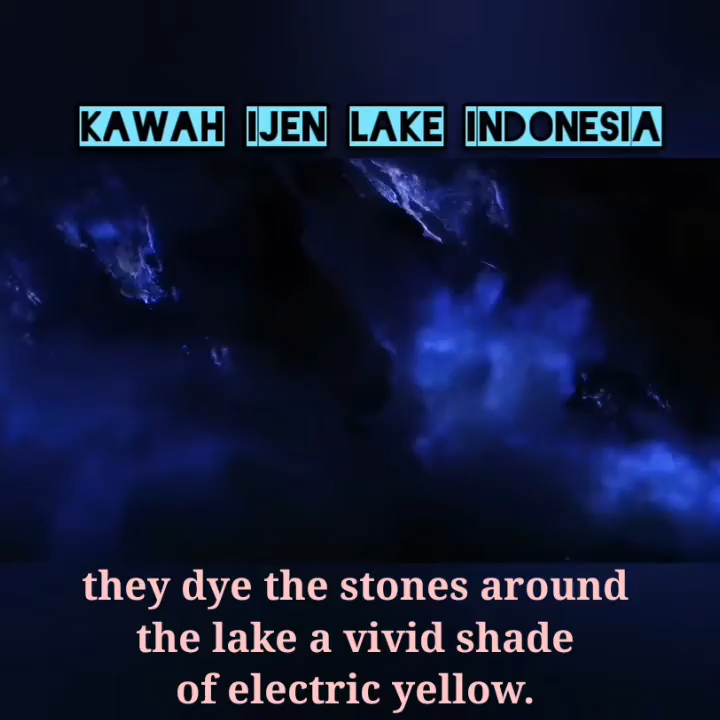 KAWAH IJEN LAKE INDONESIA
they dye the stones around
the lake a vivid shade
of electric yellow.